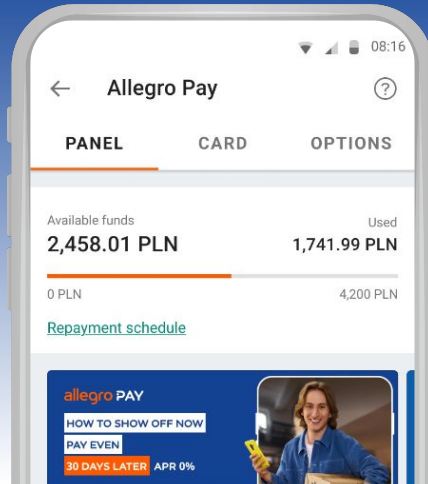 08:16
Allegro Pay
?
PANEL CARD OPTIONS
Available funds Used
2,458.01 PLN 1,741.99 PLN
0 PLN 4,200 PLN
Repayment schedule
allegro PAY
HOW TO SHOW OFF NOW
PAY EVEN
30 DAYS LATER APR 0%